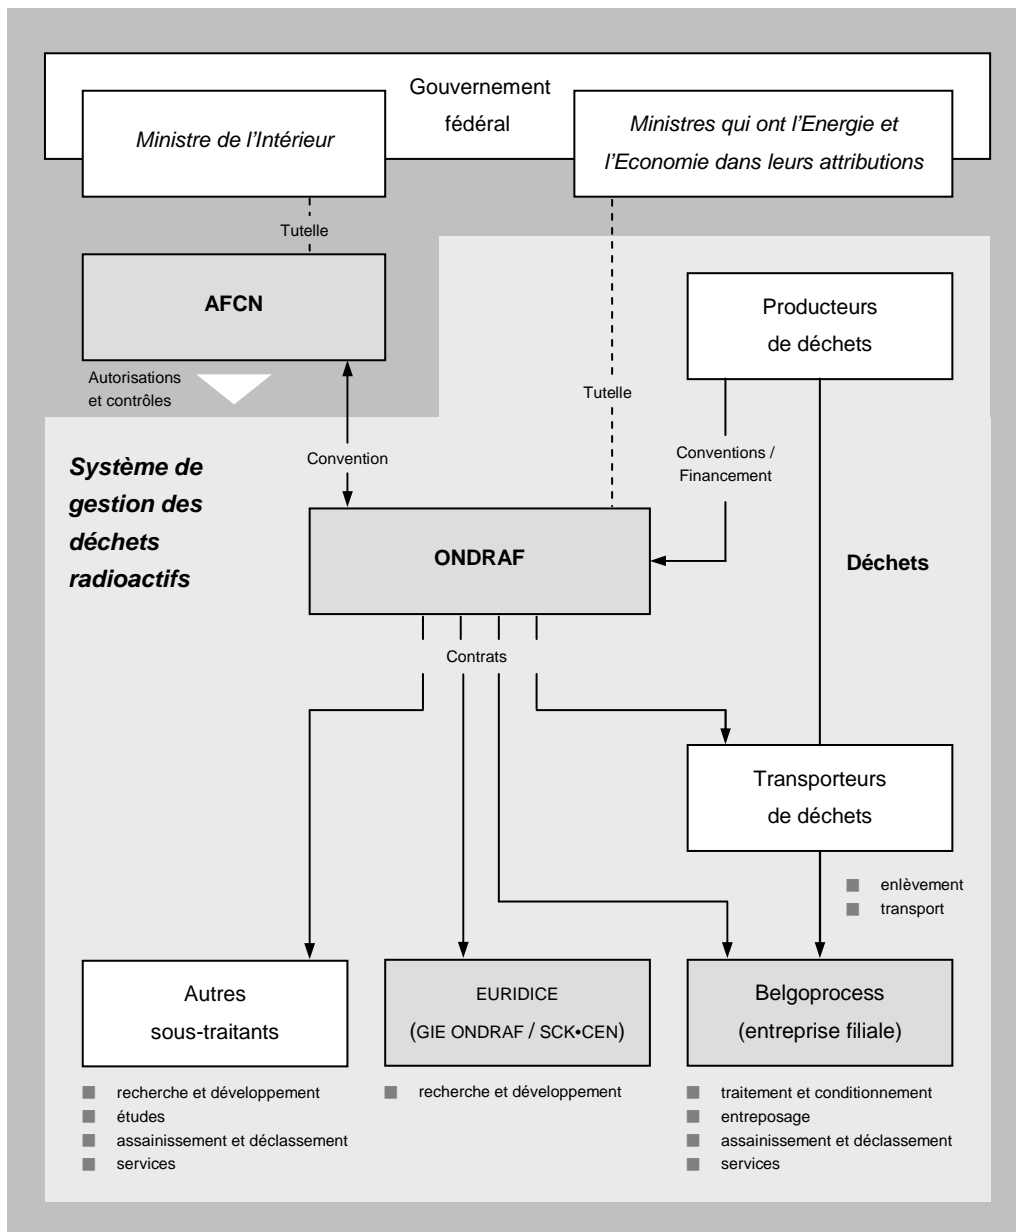 Gouvernement
fédéral
Ministre de l’Intérieur
Ministres qui ont l’Energie et
l’Economie dans leurs attributions
Tutelle
AFCN
Producteurs
de déchets
Autorisations
et contrôles
Tutelle
Convention
Conventions /
Financement
Système de
gestion des
déchets
radioactifs
ONDRAF
Déchets
Contrats
Transporteurs
de déchets
enlèvement
transport
Autres
sous-traitants
EURIDICE
(GIE ONDRAF / SCK•CEN)
Belgoprocess
(entreprise filiale)
recherche et développement
études
assainissement et déclassement
services
recherche et développement
traitement et conditionnement
entreposage
assainissement et déclassement
services